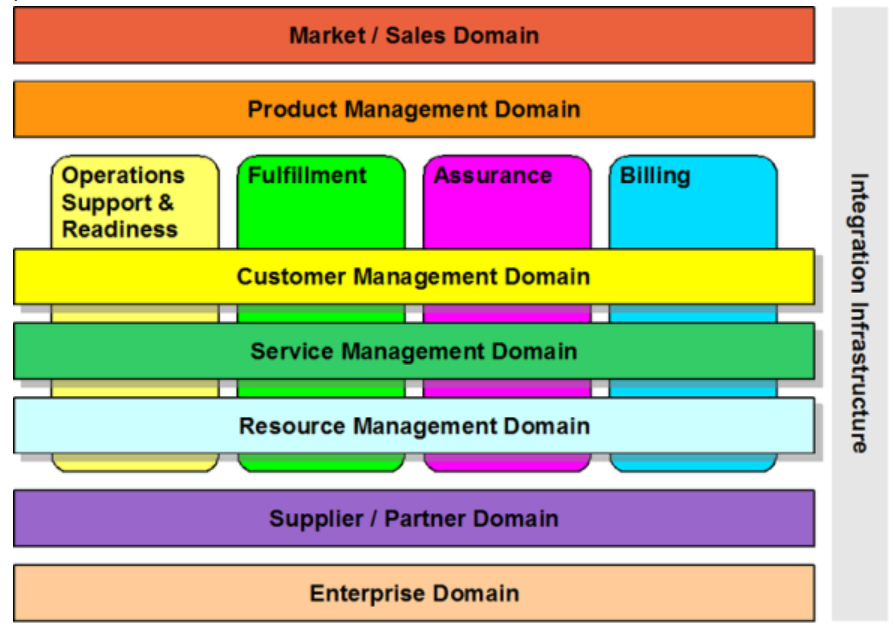 Market / Sales Domain
Product Management Domain
Operations
Support &
Readiness
Fulfillment
Assurance
Billing
Customer Management Domain
Service Management Domain
Resource Management Domain
Supplier / Partner Domain
Enterprise Domain
Integration Infrastructure